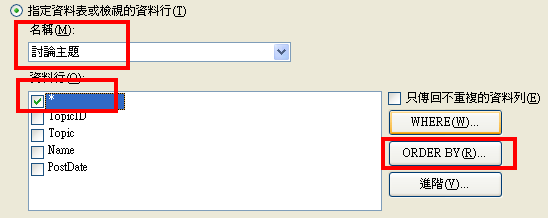 指定資料表或檢視的資料行(T)
名稱(M):
討論主題
資料行(O):
*
只傳回不重複的資料列(E)
TopicID
WHERE(W)...
Topic
Name
ORDER BY(R)...
PostDate
進階(V)...